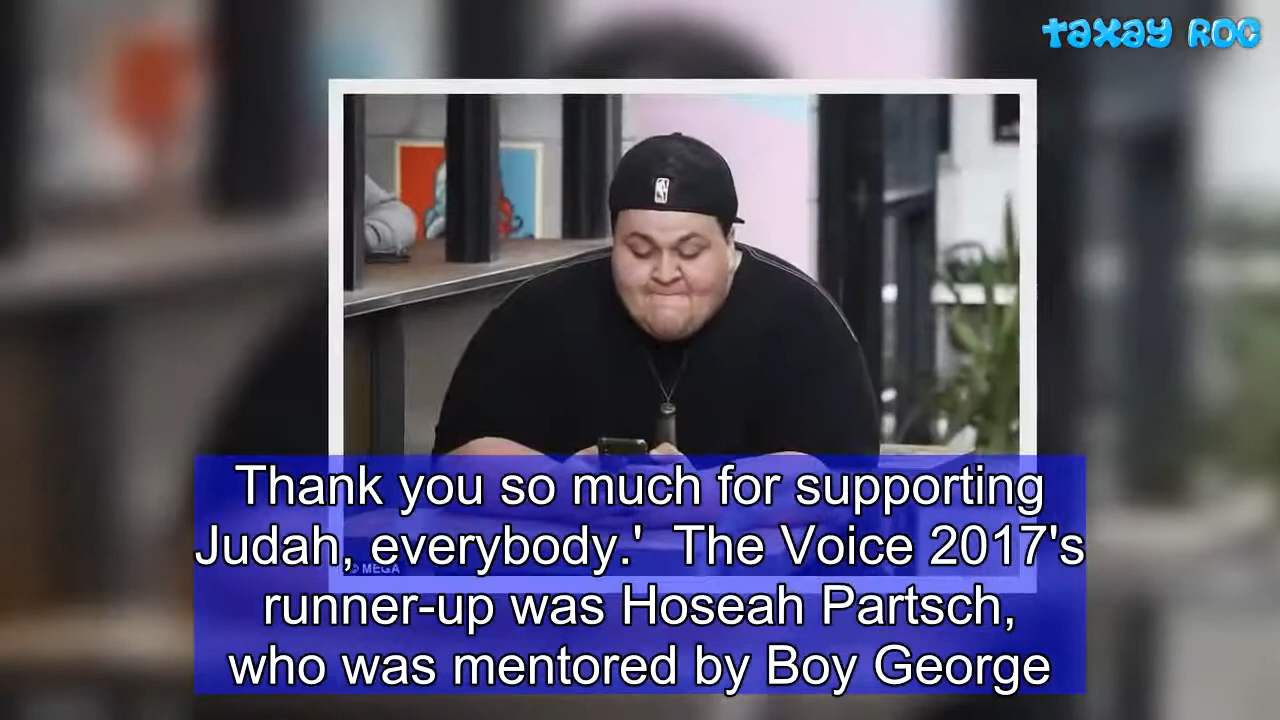 TAXAY ROC
Thank you so much for supporting
Judah, everybody.'  The Voice 2017's
© MEGA
runner-up was Hoseah Partsch,
who was mentored by Boy George